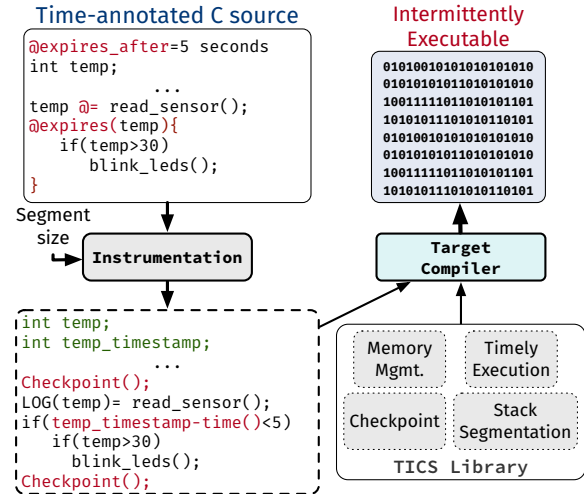 Time-annotated C source
@expires_after=5 seconds
int temp;
...
temp @= read_sensor();
@expires(temp){
if(temp>30)
blink_leds();
}
Segment
size
Instrumentation
int temp;
int temp_timestamp;
...
Checkpoint();
LOG(temp)= read_sensor();
if(temp_timestamp-time()<5)
if(temp>30)
blink_leds();
Checkpoint();
Intermittently
Executable
01010010101010101010
01010101011010101010
10011111011010101101
10101011101010110101
01010010101010101010
01010101011010101010
10011111011010101101
10101011101010110101
Target
Compiler
Memory
Mgmt.
Timely
Execution
Checkpoint
Stack
Segmentation
TICS Library